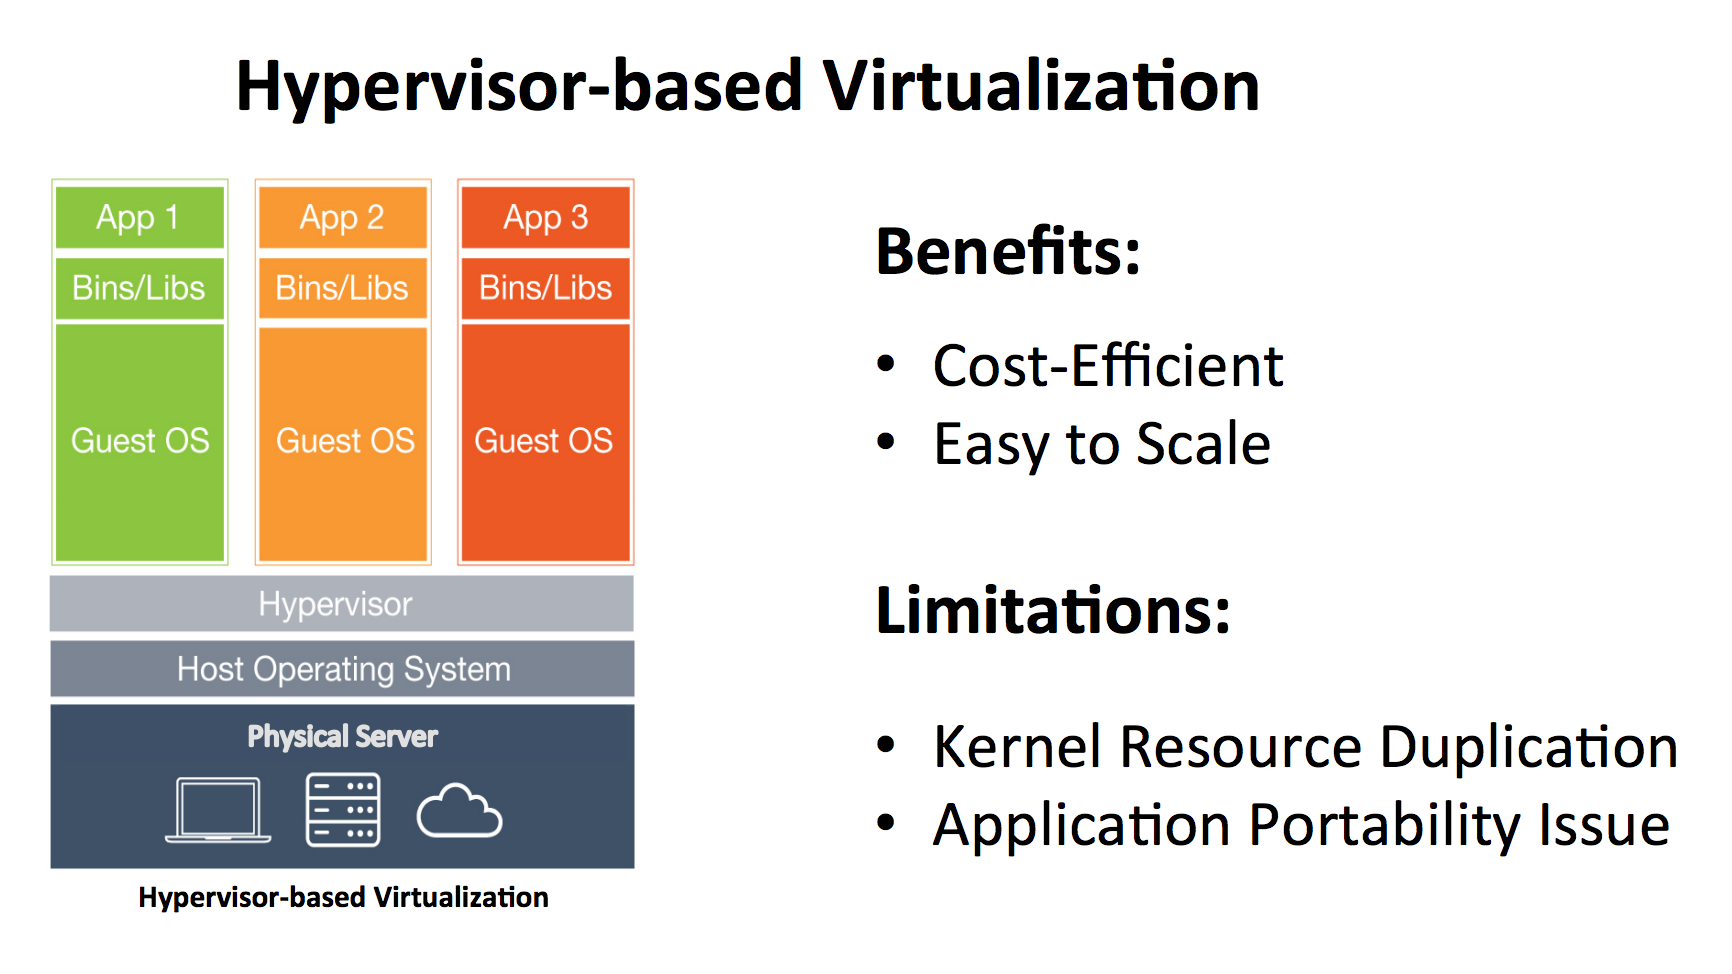 Hypervisor-based Virtualization
App 1
App 2
App 3
Bins/Libs
Bins/Libs
Bins/Libs
Guest OS
Guest OS
Guest OS
Hypervisor
Host Operating System
Physical Server
Hypervisor-based Virtualization
Benefits:
• Cost-Efficient
• Easy to Scale
Limitations:
• Kernel Resource Duplication
• Application Portability Issue